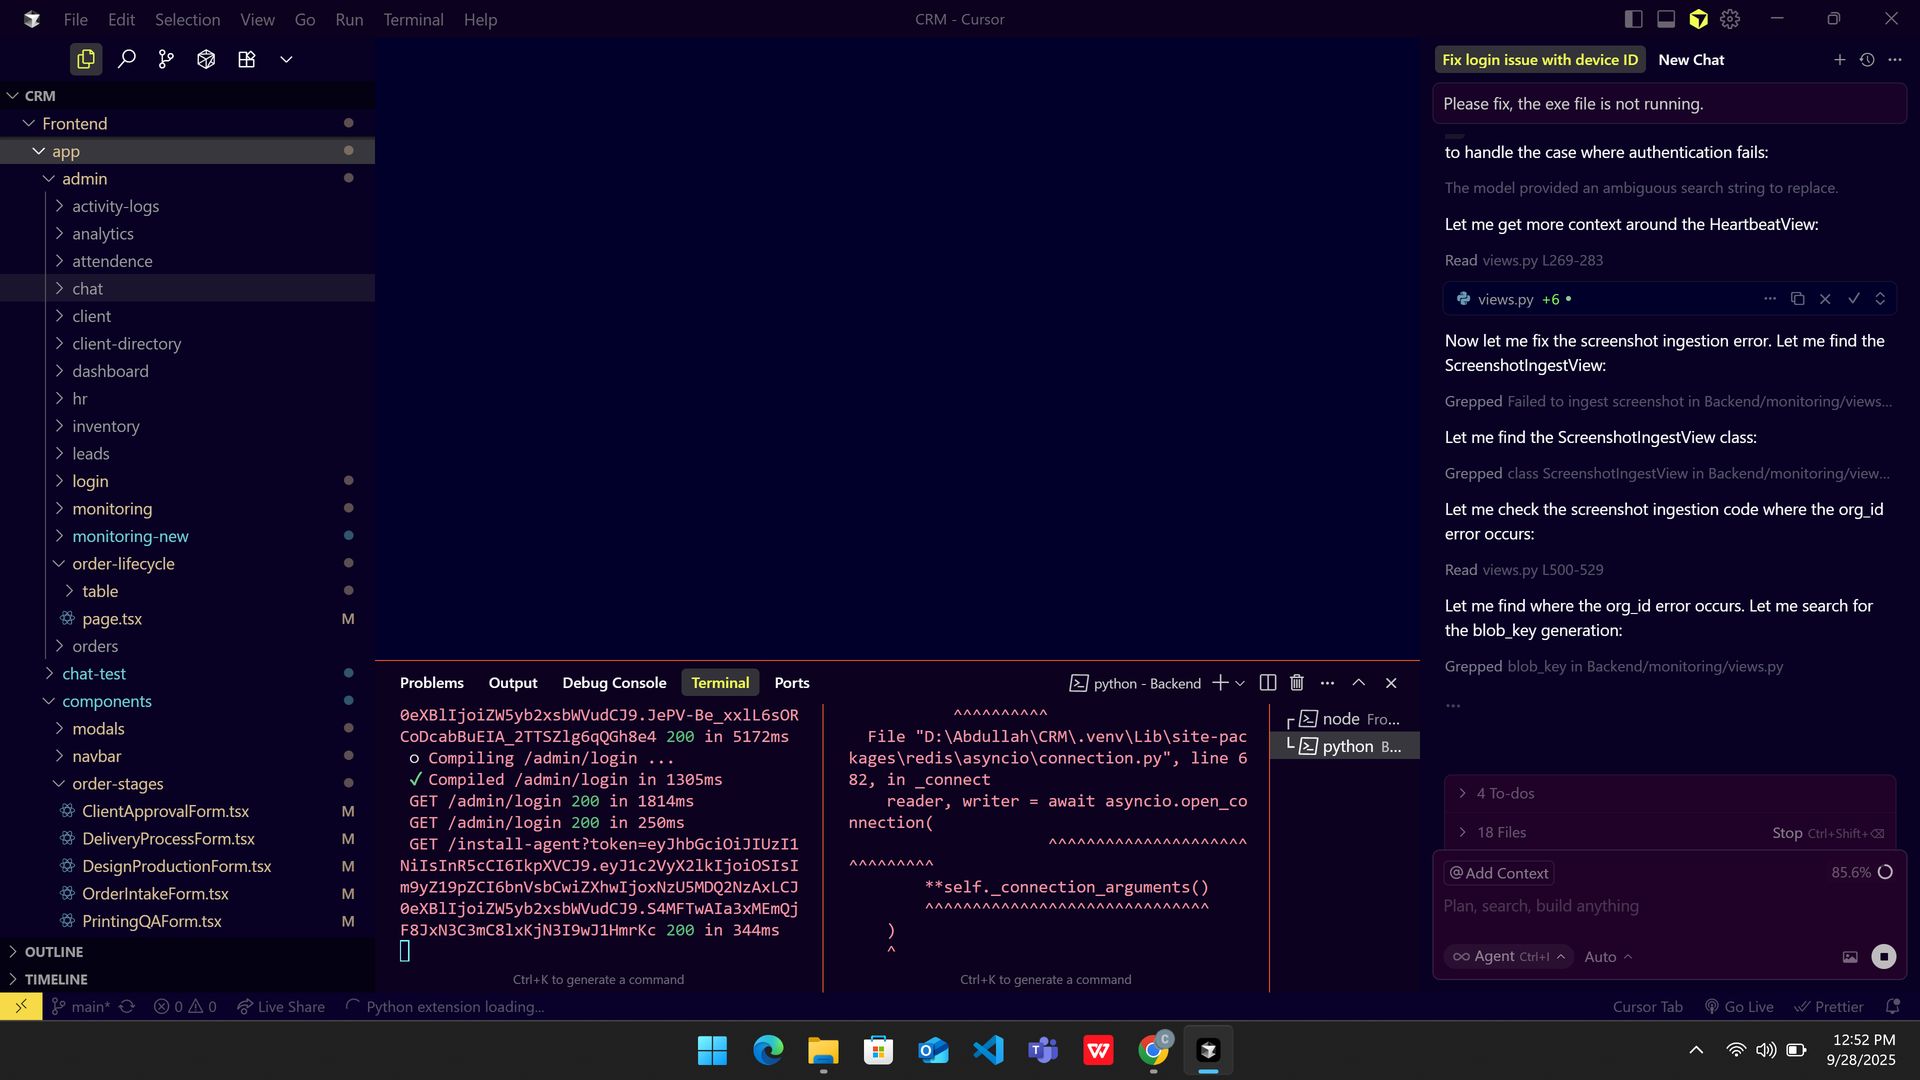 File Edit Selection View Go Run Terminal Help
CRM - Cursor
CRM
Frontend
app
admin
activity-logs
analytics
attendence
chat
client
client-directory
dashboard
hr
inventory
leads
login
monitoring
monitoring-new
order-lifecycle
table
page.tsx M
orders
chat-test
components
modals
navbar
order-stages
ClientApprovalForm.tsx M
DeliveryProcessForm.tsx M
DesignProductionForm.tsx M
OrderIntakeForm.tsx M
PrintingQAForm.tsx M
OUTLINE
TIMELINE
Problems Output Debug Console Terminal Ports
python - Backend
0eXBlIjoiZW5yb2xsbWVudCJ9.JePV-Be_xxlL6sOR
CoDcabBuEIA_2TTSZlg6qQGh8e4 200 in 5172ms
○ Compiling /admin/login ...
✓ Compiled /admin/login in 1305ms
GET /admin/login 200 in 1814ms
GET /admin/login 200 in 250ms
GET /install-agent?token=eyJhbGciOiJIUzI1
NiIsInR5cCI6IkpXVCJ9.eyJ1c2VyX2lkIjoiOSIsI
m9yZ19pZCI6bnVsbCwiZXhwIjoxNzU5MDQ2NzAxLCJ
0eXBlIjoiZW5yb2xsbWVudCJ9.S4MFTwAIa3xMEmQj
F8JxN3C3mC8lxKjN3I9wJ1HmrKc 200 in 344ms
Ctrl+K to generate a command
^^^^^^^^^^
File "D:\Abdullah\CRM\.venv\Lib\site-pac
kages\redis\asyncio\connection.py", line 6
82, in _connect
reader, writer = await asyncio.open_co
nnection(
^^^^^^^^^^^^^^^^^^^^^
^^^^^^^^^
**self._connection_arguments()
^^^^^^^^^^^^^^^^^^^^^^^^^^^^^^
)
^
Ctrl+K to generate a command
node Fro...
python B...
Fix login issue with device ID New Chat
Please fix, the exe file is not running.
to handle the case where authentication fails:
The model provided an ambiguous search string to replace.
Let me get more context around the HeartbeatView:
Read views.py L269-283
views.py +6 •
Now let me fix the screenshot ingestion error. Let me find the
ScreenshotIngestView:
Grepped Failed to ingest screenshot in Backend/monitoring/views...
Let me find the ScreenshotIngestView class:
Grepped class ScreenshotIngestView in Backend/monitoring/view...
Let me check the screenshot ingestion code where the org_id
error occurs:
Read views.py L500-529
Let me find where the org_id error occurs. Let me search for
the blob_key generation:
Grepped blob_key in Backend/monitoring/views.py
...
4 To-dos
18 Files Stop Ctrl+Shift+⌫
@ Add Context 85.6%
Plan, search, build anything
Agent Ctrl+I Auto
main* 0 0 Live Share Python extension loading... Cursor Tab Go Live Prettier
12:52 PM
9/28/2025